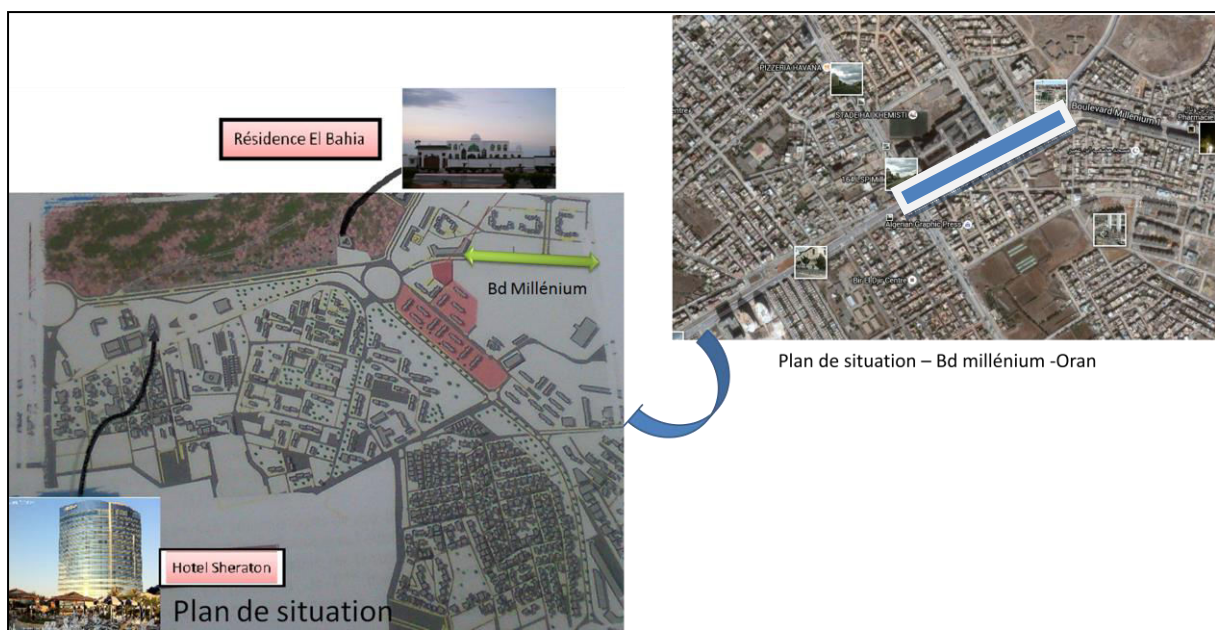 Résidence El Bahia
Bd Millénium
Hotel Sheraton
Plan de situation
PIZZERIA HAVANA
STADE HAI KHEMISTI
Boulevard Millenium
Pharmacie
Algerian Graphic Press
Bir El Djir Centre
Plan de situation – Bd millénium -Oran